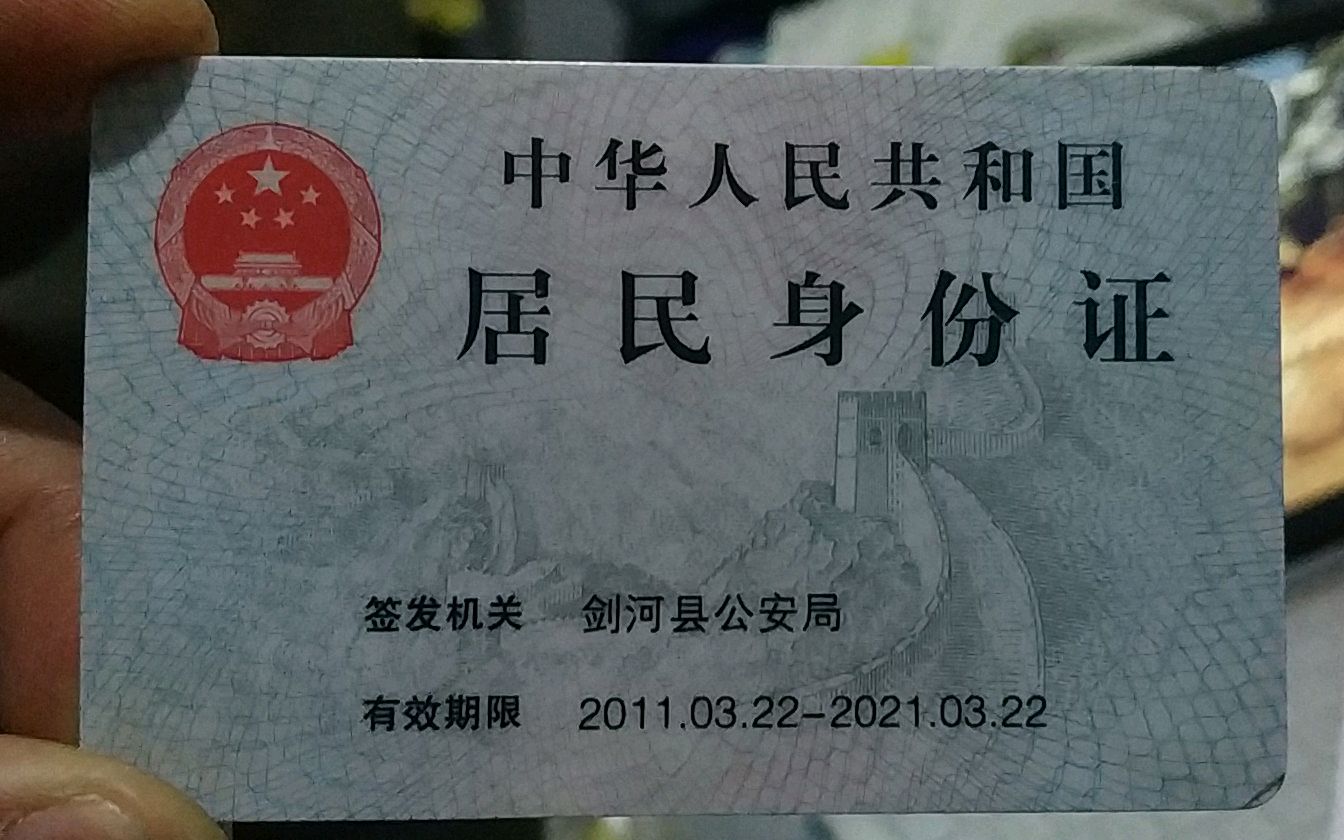 中华人民共和国
居民身份证
签发机关 剑河县公安局
有效期限 2011.03.22-2021.03.22